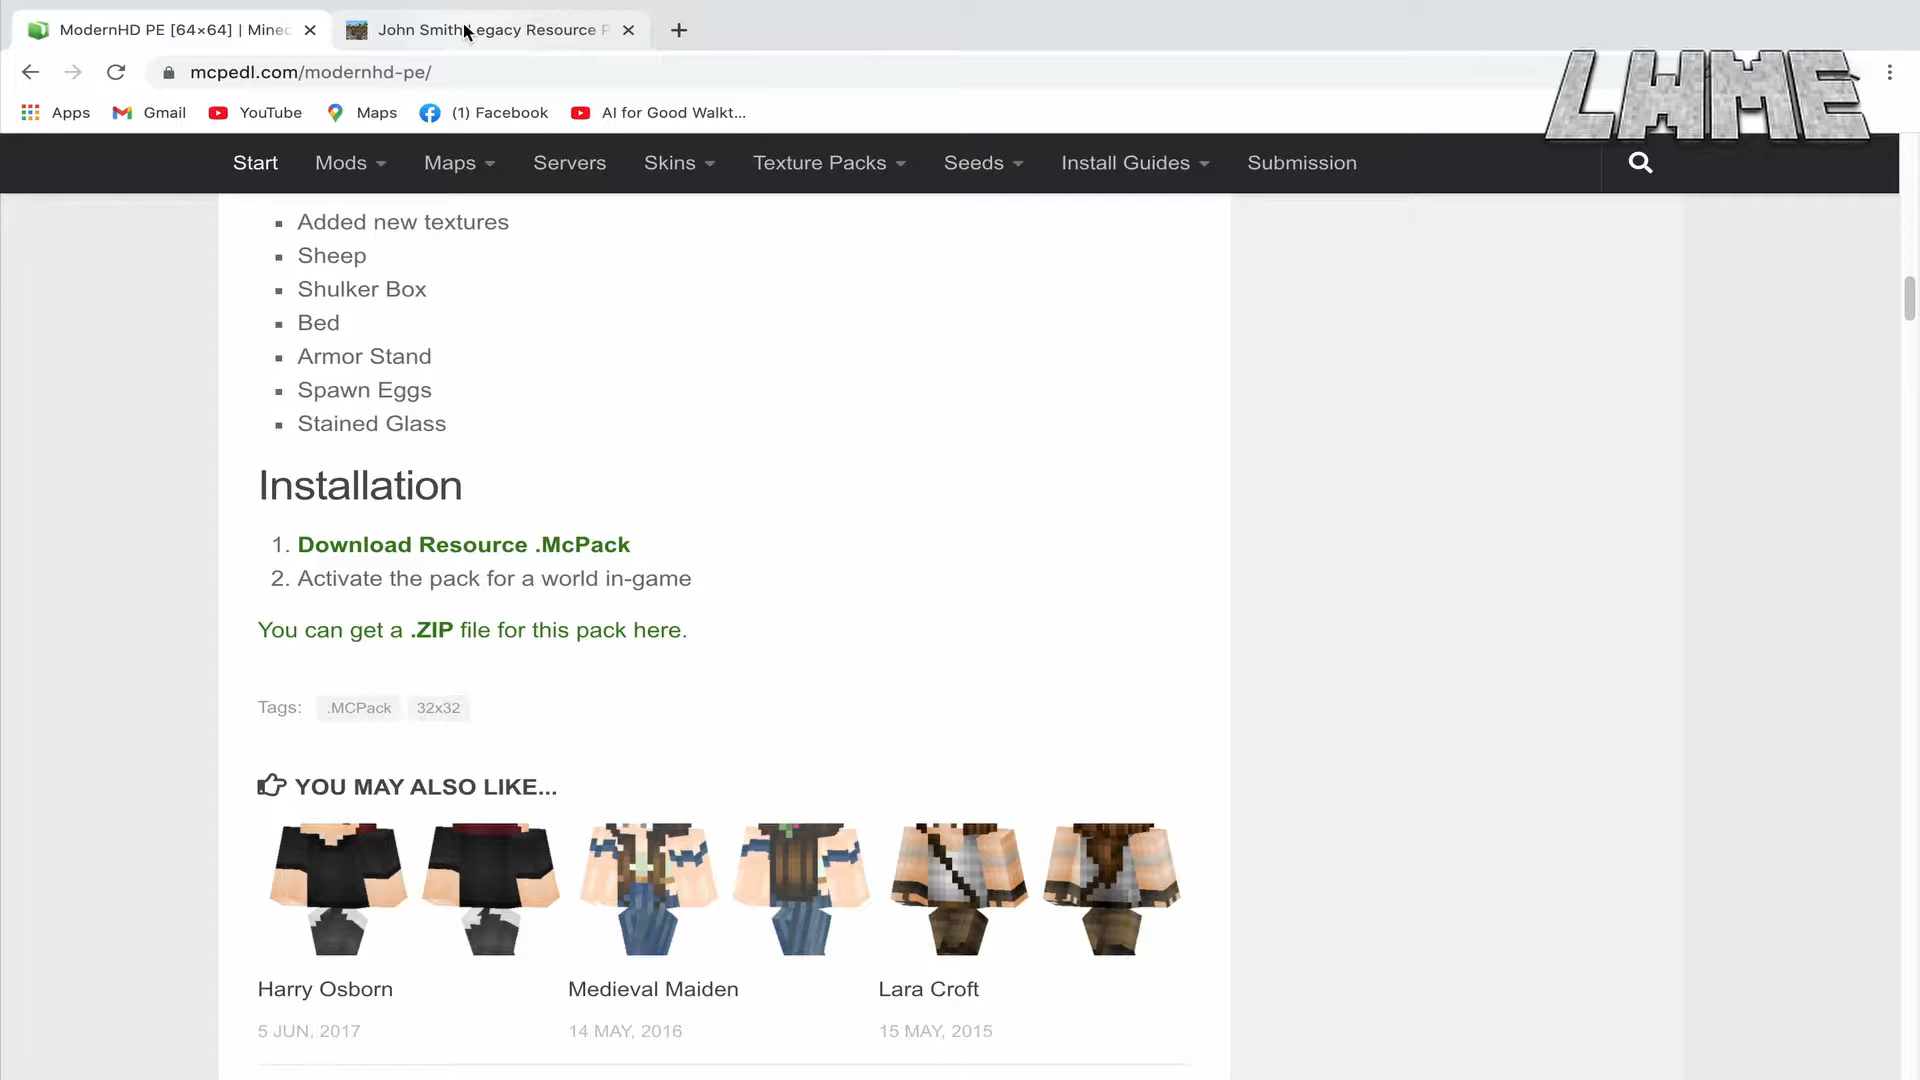 ModernHD PE [64×64] | Minec
John Smith Legacy Resource P
mcpedl.com/modernhd-pe/
LWME
Apps
Gmail
YouTube
Maps
(1) Facebook
AI for Good Walkt...
Start
Mods
Maps
Servers
Skins
Texture Packs
Seeds
Install Guides
Submission
Added new textures
Sheep
Shulker Box
Bed
Armor Stand
Spawn Eggs
Stained Glass
Installation
1. Download Resource .McPack
2. Activate the pack for a world in-game
You can get a .ZIP file for this pack here.
Tags: .MCPack 32x32
YOU MAY ALSO LIKE...
Harry Osborn
Medieval Maiden
Lara Croft
5 JUN, 2017
14 MAY, 2016
15 MAY, 2015